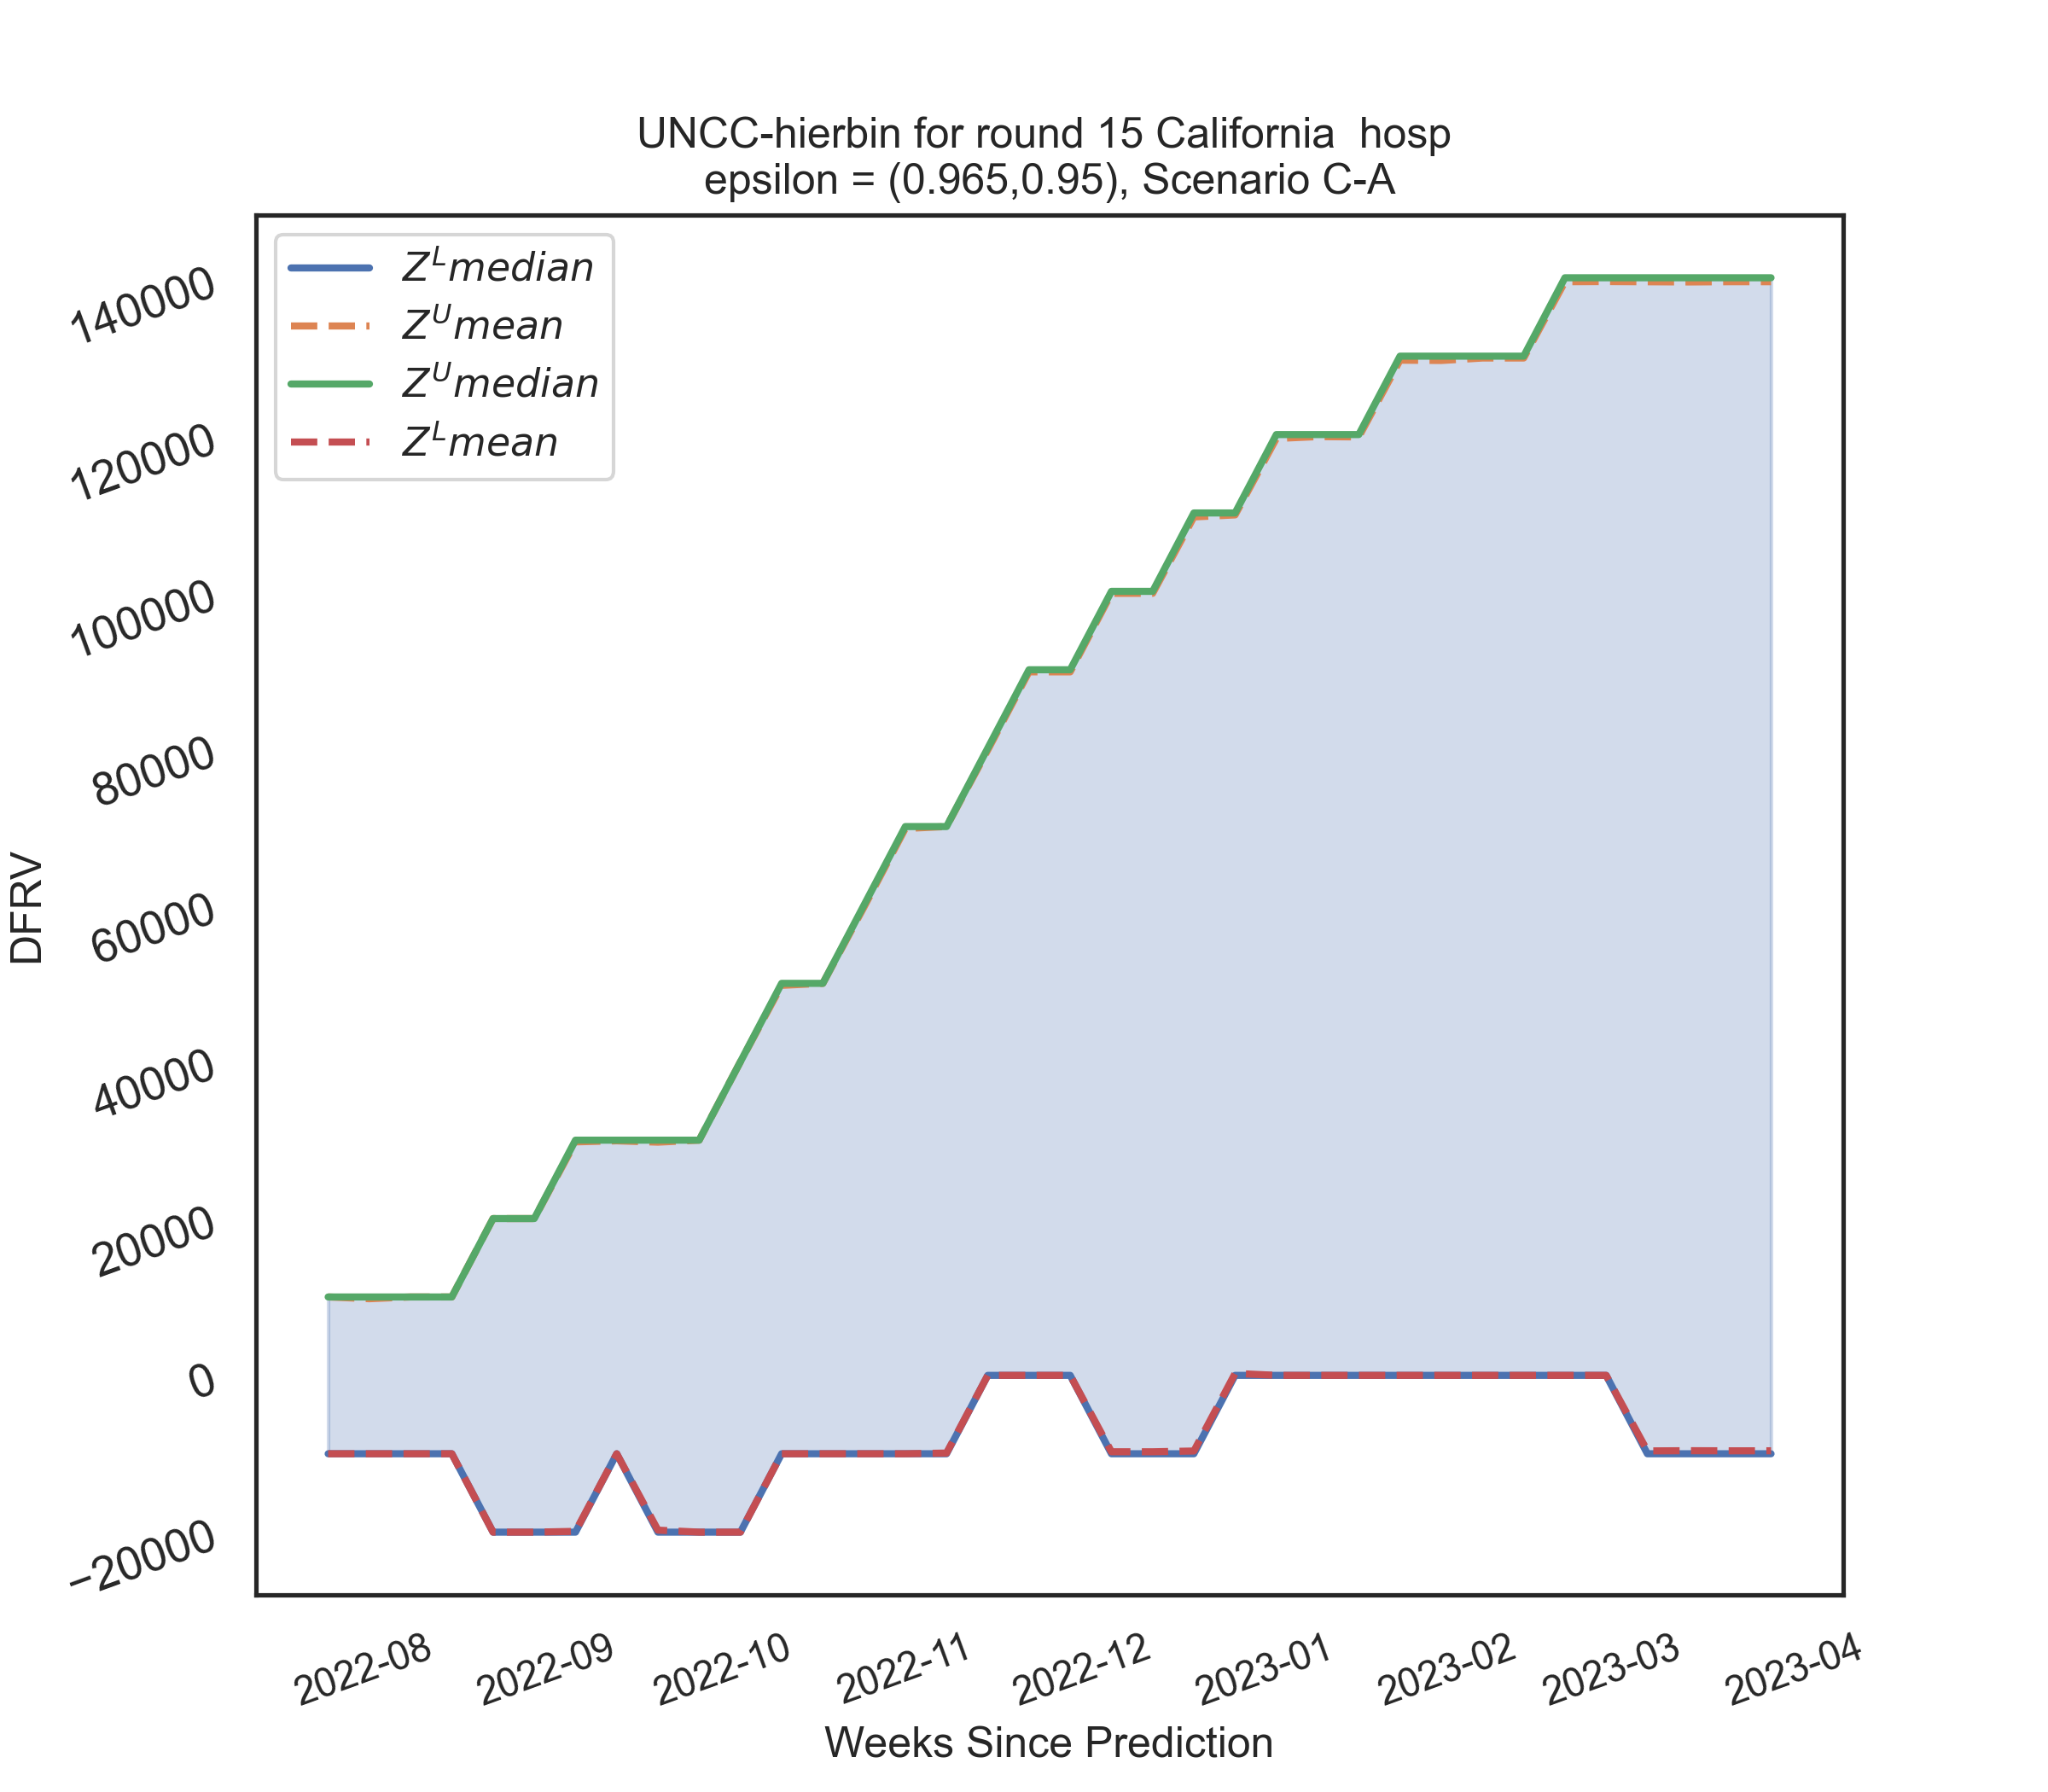 UNCC-hierbin for round 15 California  hosp
epsilon = (0.965,0.95), Scenario C-A
Z^L median
Z^U mean
Z^U median
Z^L mean
140000
120000
100000
80000
60000
40000
20000
0
−20000
DFRV
2022-08
2022-09
2022-10
2022-11
2022-12
2023-01
2023-02
2023-03
2023-04
Weeks Since Prediction